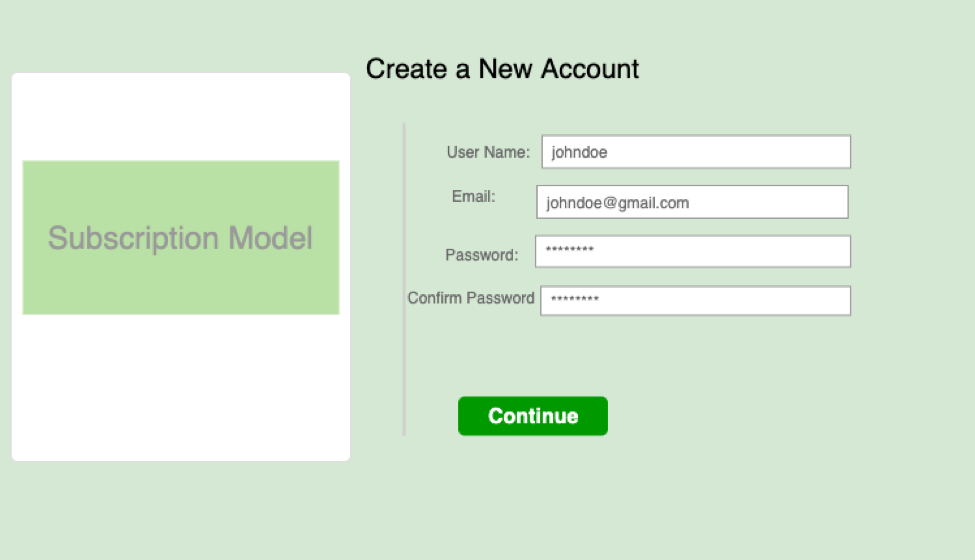 Create a New Account
Subscription Model
User Name: johndoe
Email: johndoe@gmail.com
Password: ********
Confirm Password ********
Continue